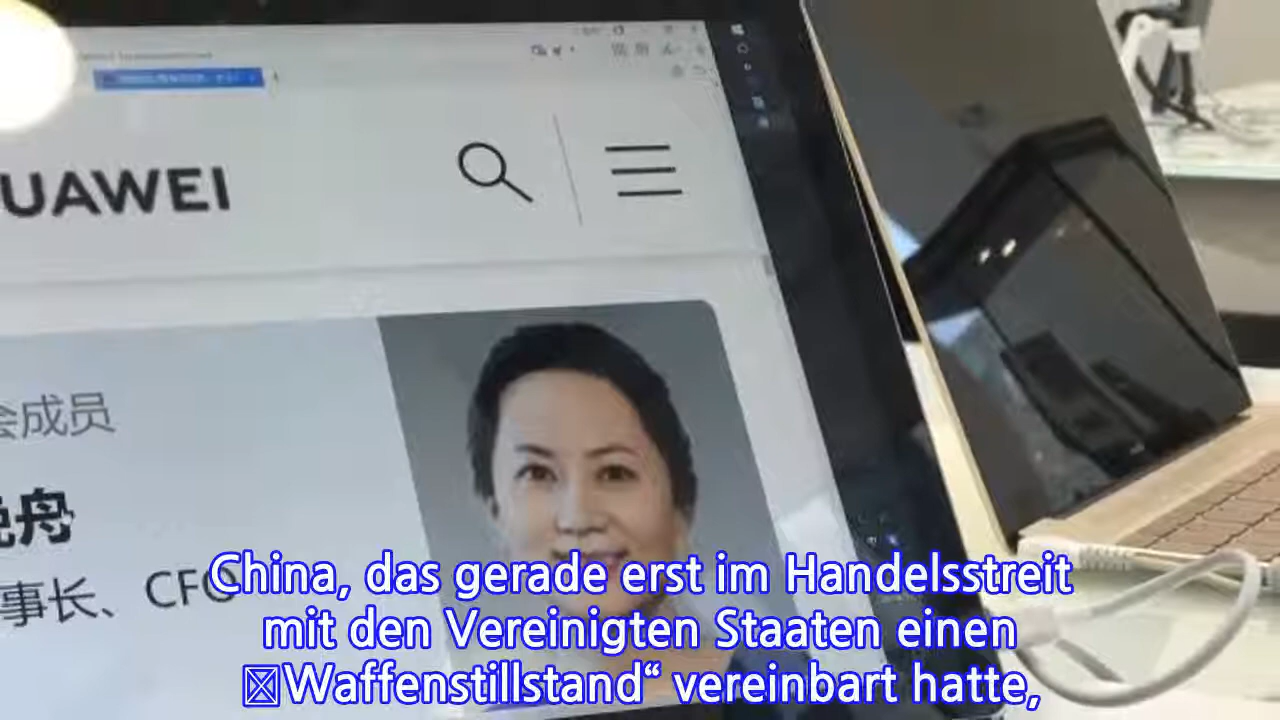 UAWEI
会成员
晚舟
事长、CFO
China, das gerade erst im Handelsstreit
mit den Vereinigten Staaten einen
Waffenstillstand“ vereinbart hatte,